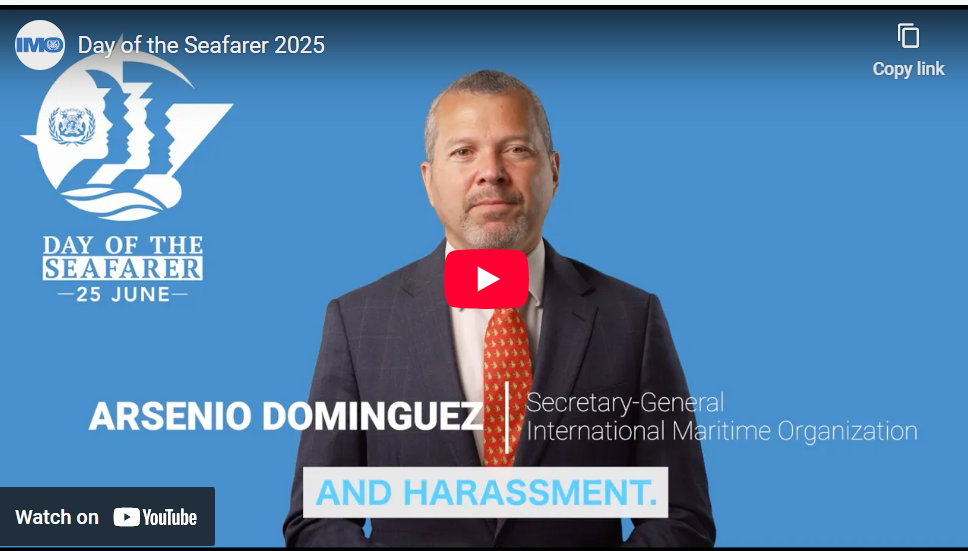 IMO
Day of the Seafarer 2025
Copy link
DAY OF THE
SEAFARER
—25 JUNE—
ARSENIO DOMINGUEZ
Secretary-General
International Maritime Organization
AND HARASSMENT.
Watch on YouTube